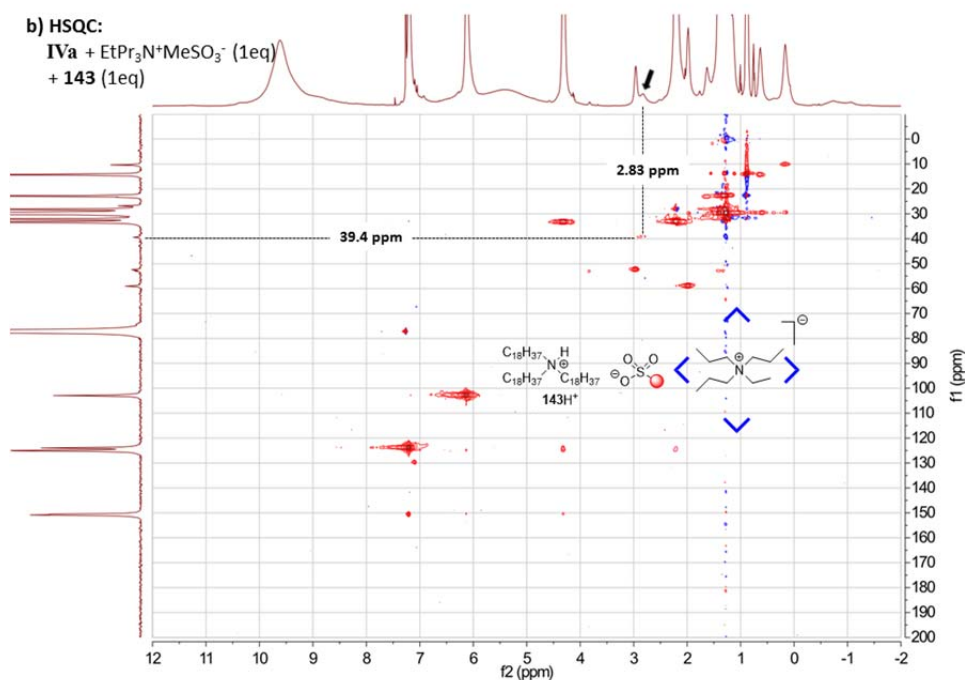 b) HSQC:
IVa + EtPr₃N⁺MeSO₃⁻ (1eq)
+ 143 (1eq)
2.83 ppm
39.4 ppm
C₁₈H₃₇ H
N ⊕
C₁₈H₃₇ C₁₈H₃₇
143H⁺
O O
⊖ S
O
⊕
N
⊖
0
10
20
30
40
50
60
70
80
90
100
110
120
130
140
150
160
170
180
190
200
f1 (ppm)
12 11 10 9 8 7 6 5 4 3 2 1 0 -1 -2
f2 (ppm)